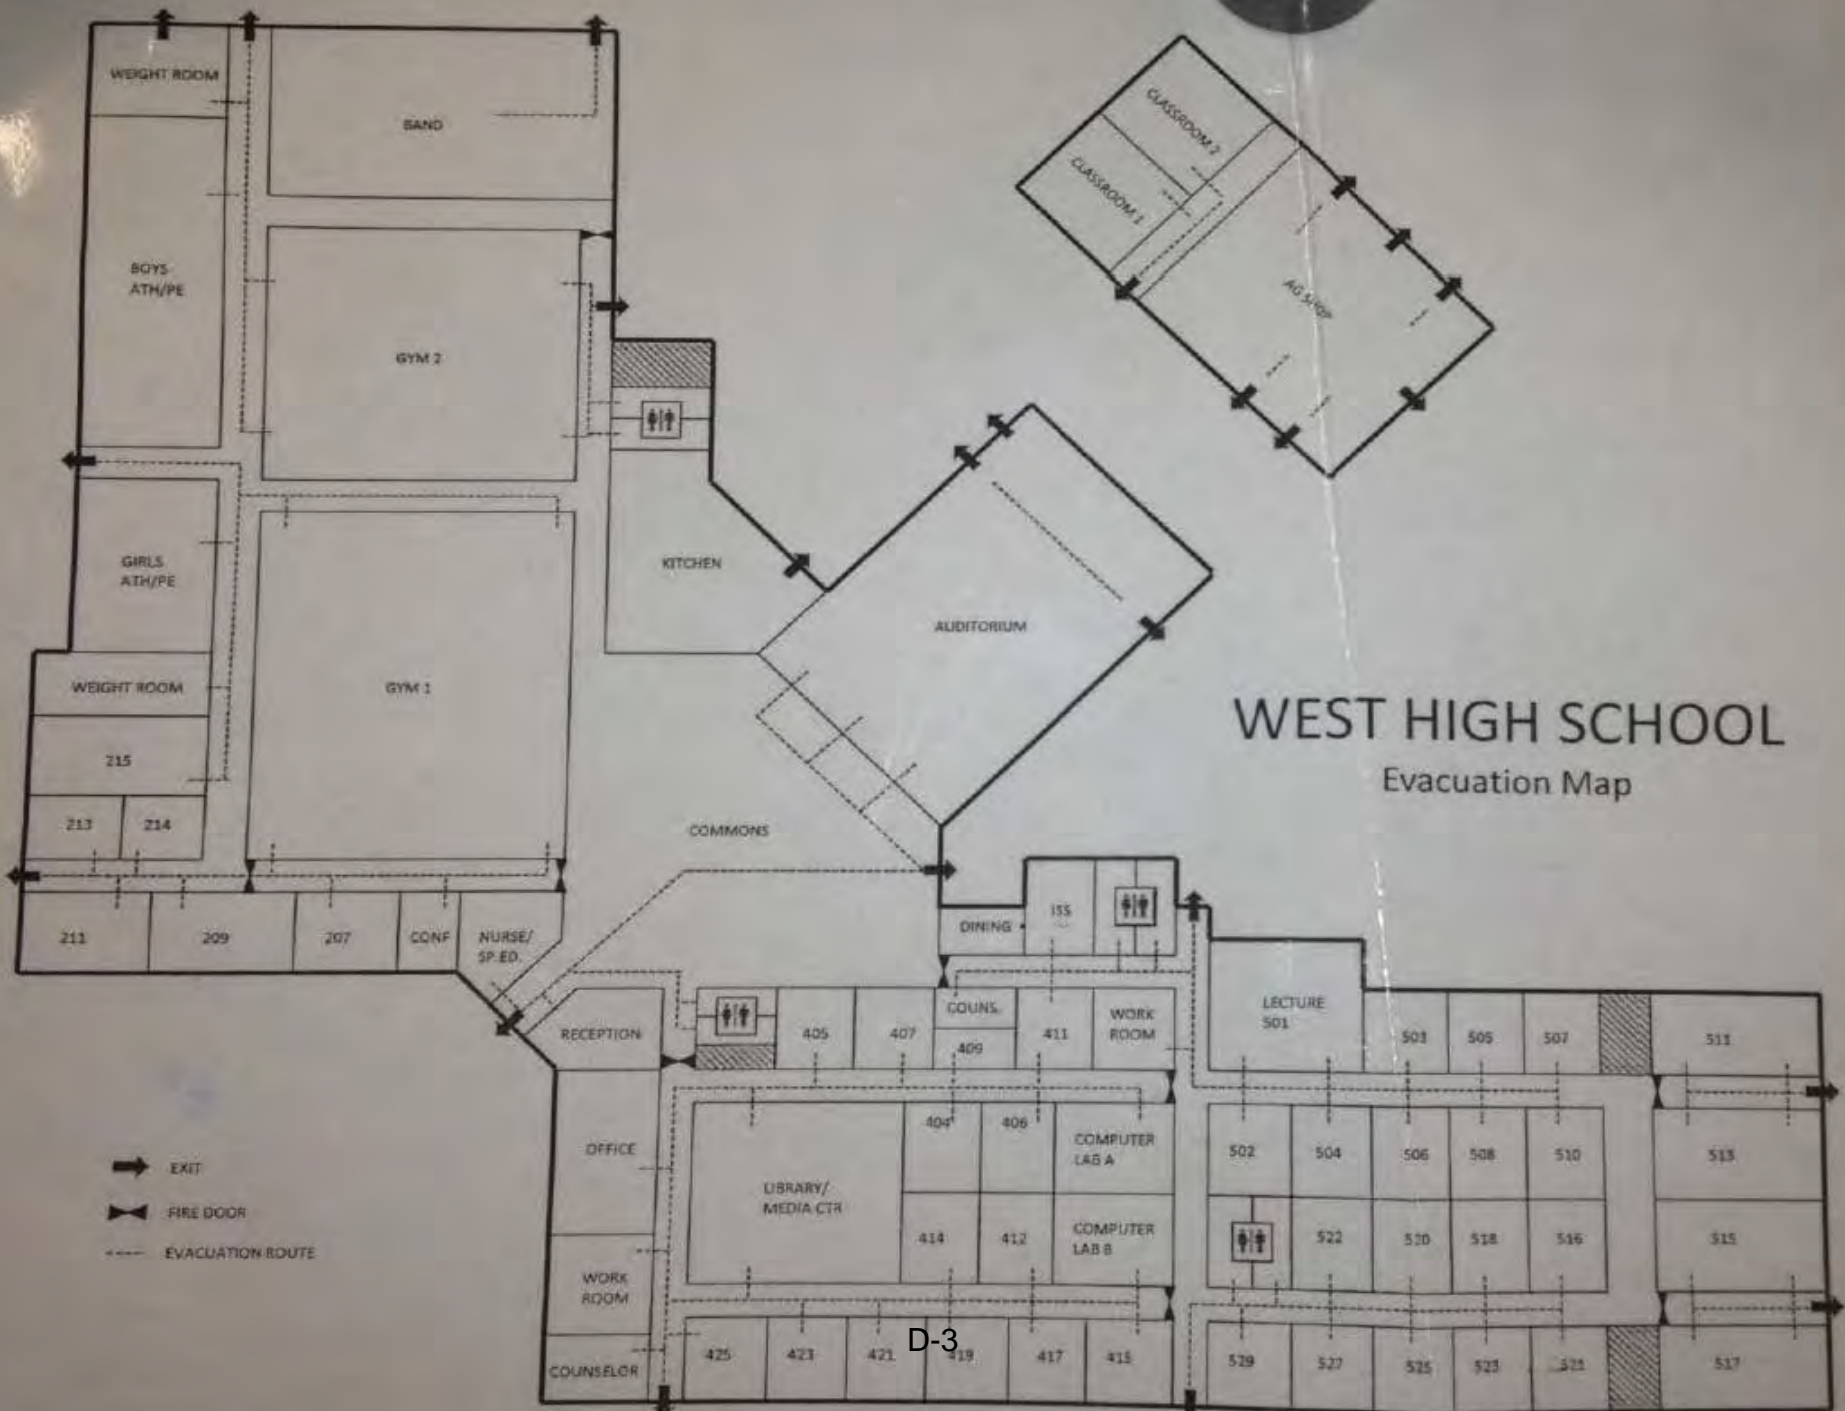 WEIGHT ROOM
BAND
BOYS
ATH/PE
GYM 2
GIRLS
ATH/PE
KITCHEN
WEIGHT ROOM
GYM 1
215
213
214
COMMONS
AUDITORIUM
CLASSROOM 2
CLASSROOM 1
AG SHOP
WEST HIGH SCHOOL
Evacuation Map
211
209
207
CONF
NURSE/
SP.ED.
DINING
ISS
RECEPTION
405
407
COUNS.
409
411
WORK
ROOM
LECTURE
501
503
505
507
511
OFFICE
LIBRARY/
MEDIA CTR
404
406
COMPUTER
LAB A
414
412
COMPUTER
LAB B
502
504
506
508
510
513
522
520
518
516
515
WORK
ROOM
COUNSELOR
425
423
421
419
417
415
529
527
525
523
521
517
EXIT
FIRE DOOR
EVACUATION ROUTE
D-3